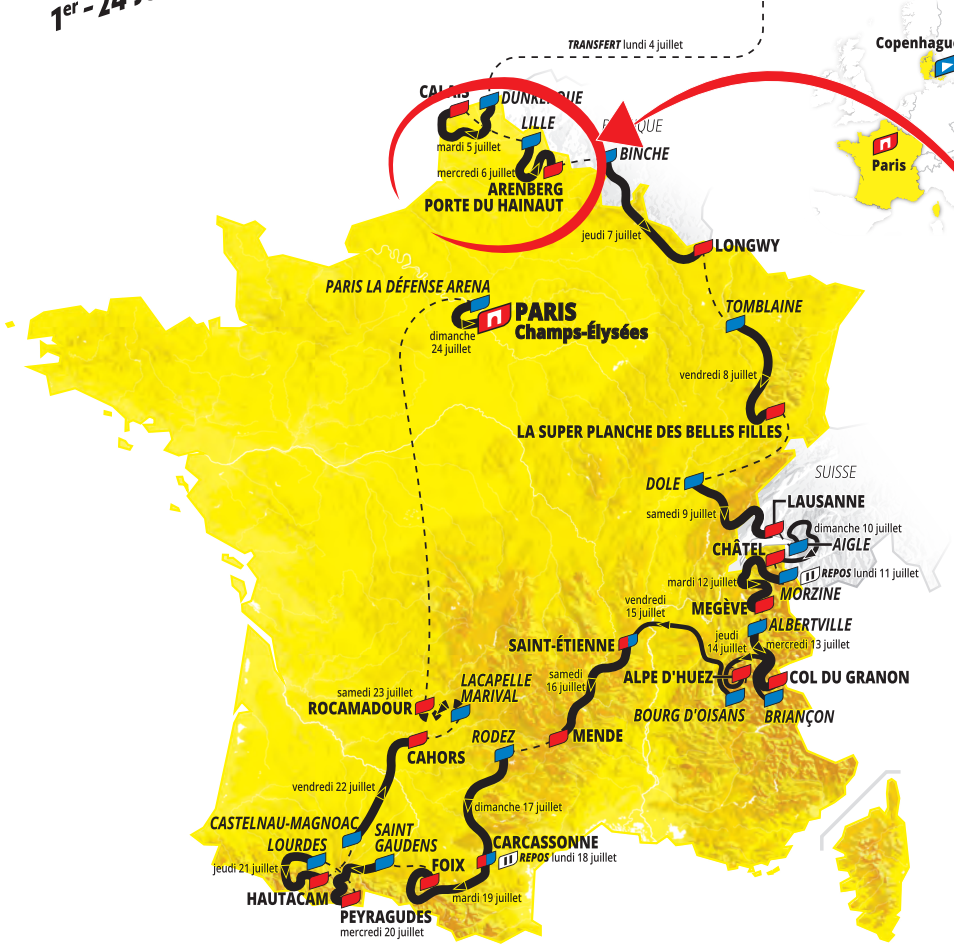 1er - 24
TRANSFERT lundi 4 juillet
Copenhagu
CALAIS
DUNKERQUE
LILLE
QUE
BINCHE
mardi 5 juillet
mercredi 6 juillet
ARENBERG
PORTE DU HAINAUT
Paris
jeudi 7 juillet
LONGWY
PARIS LA DÉFENSE ARENA
PARIS
Champs-Élysées
dimanche
24 juillet
TOMBLAINE
vendredi 8 juillet
LA SUPER PLANCHE DES BELLES FILLES
SUISSE
DOLE
samedi 9 juillet
LAUSANNE
dimanche 10 juillet
AIGLE
CHÂTEL
REPOS lundi 11 juillet
mardi 12 juillet
MORZINE
MEGÈVE
vendredi
15 juillet
ALBERTVILLE
jeudi
14 juillet
mercredi 13 juillet
SAINT-ÉTIENNE
ALPE D'HUEZ
COL DU GRANON
samedi
16 juillet
BOURG D'OISANS
BRIANÇON
samedi 23 juillet
ROCAMADOUR
LACAPELLE
MARIVAL
RODEZ
MENDE
CAHORS
vendredi 22 juillet
dimanche 17 juillet
CASTELNAU-MAGNOAC
SAINT
GAUDENS
LOURDES
CARCASSONNE
REPOS lundi 18 juillet
jeudi 21 juillet
FOIX
HAUTACAM
mardi 19 juillet
PEYRAGUDES
mercredi 20 juillet